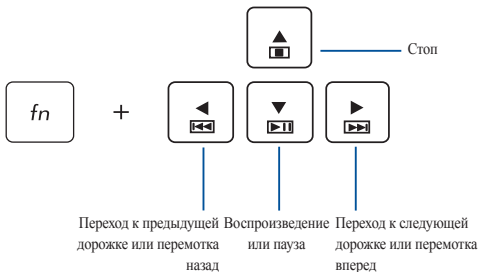 Стоп
fn +
Переход к предыдущей
дорожке или перемотка
назад
Воспроизведение
или пауза
Переход к следующей
дорожке или перемотка
вперед